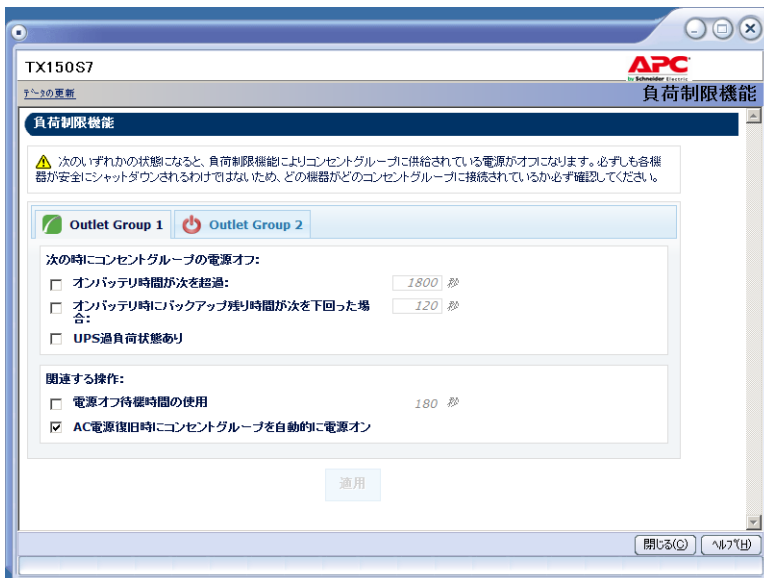 TX150S7
APC
by Schneider Electric
データの更新
負荷制限機能
負荷制限機能
次のいずれかの状態になると、負荷制限機能によりコンセントグループに供給されている電源がオフになります。必ずしも各機
器が安全にシャットダウンされるわけではないため、どの機器がどのコンセントグループに接続されているか必ず確認してください。
Outlet Group 1 Outlet Group 2
次の時にコンセントグループの電源オフ:
オンバッテリ時間が次を超過: 1800 秒
オンバッテリ時にバックアップ残り時間が次を下回った場 120 秒
合:
UPS過負荷状態あり
関連する操作:
電源オフ待機時間の使用 180 秒
AC電源復旧時にコンセントグループを自動的に電源オン
適用
閉じる(C) ヘルプ(H)